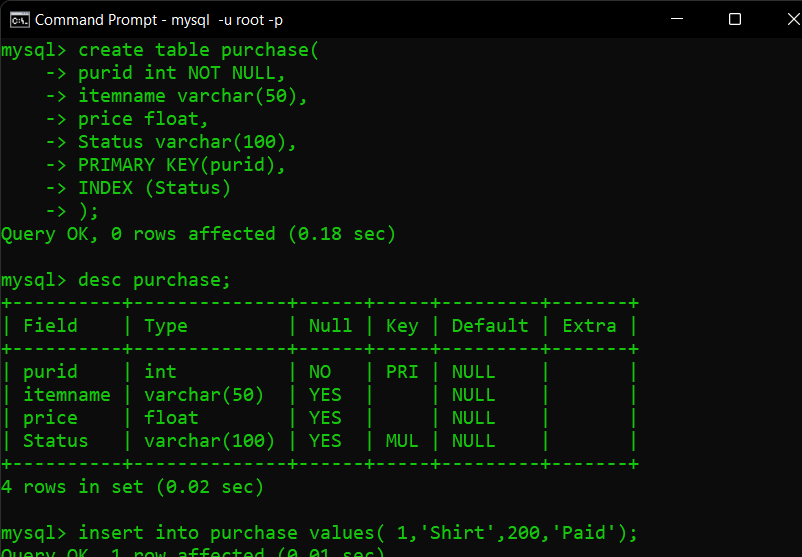 Command Prompt - mysql  -u root -p
mysql> create table purchase(
    -> purid int NOT NULL,
    -> itemname varchar(50),
    -> price float,
    -> Status varchar(100),
    -> PRIMARY KEY(purid),
    -> INDEX (Status)
    -> );
Query OK, 0 rows affected (0.18 sec)

mysql> desc purchase;
+----------+--------------+------+-----+---------+-------+
| Field    | Type         | Null | Key | Default | Extra |
+----------+--------------+------+-----+---------+-------+
| purid    | int          | NO   | PRI | NULL    |       |
| itemname | varchar(50)  | YES  |     | NULL    |       |
| price    | float        | YES  |     | NULL    |       |
| Status   | varchar(100) | YES  | MUL | NULL    |       |
+----------+--------------+------+-----+---------+-------+
4 rows in set (0.02 sec)

mysql> insert into purchase values( 1,'Shirt',200,'Paid');
Query OK, 1 row affected (0.01 sec)